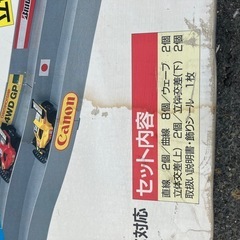 4WD GP
Canon
セット内容
直線 2個/曲線 8個/ウェーブ 2個
立体交差(上) 2個/立体交差(下) 2個
取扱い説明書・飾りシール 1枚
対応